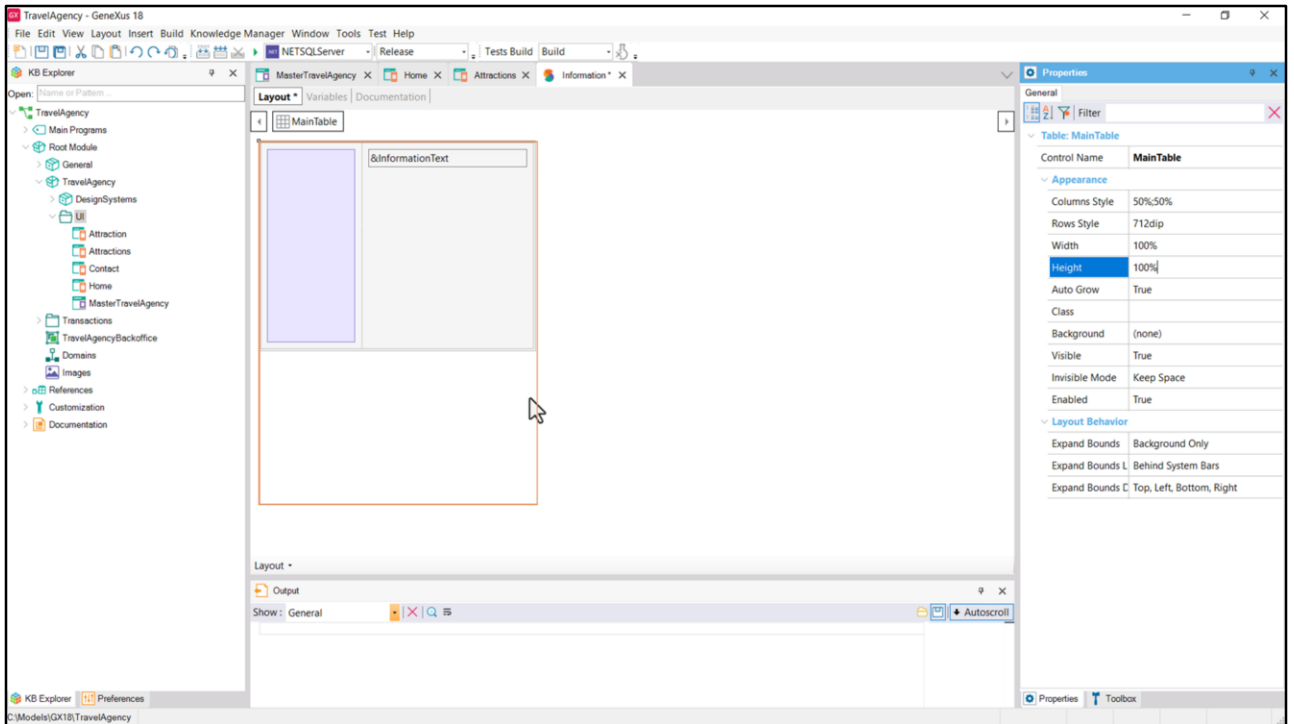 GX TravelAgency - GeneXus 18
File Edit View Layout Insert Build Knowledge Manager Window Tools Test Help
NETSQLServer Release Tests Build Build
KB Explorer
Open: Name or Pattern...
TravelAgency
Main Programs
Root Module
General
TravelAgency
DesignSystems
UI
Attraction
Attractions
Contact
Home
MasterTravelAgency
Transactions
TravelAgencyBackoffice
Domains
Images
References
Customization
Documentation
KB Explorer Preferences
C:\Models\GX18\TravelAgency
MasterTravelAgency X Home X Attractions X Information * X
Layout * Variables Documentation
MainTable
&InformationText
Layout
Output
Show: General
Autoscroll
Properties
General
Filter
Table: MainTable
Control Name MainTable
Appearance
Columns Style 50%;50%
Rows Style 712dip
Width 100%
Height 100%
Auto Grow True
Class
Background (none)
Visible True
Invisible Mode Keep Space
Enabled True
Layout Behavior
Expand Bounds Background Only
Expand Bounds L Behind System Bars
Expand Bounds D Top, Left, Bottom, Right
Properties Toolbox